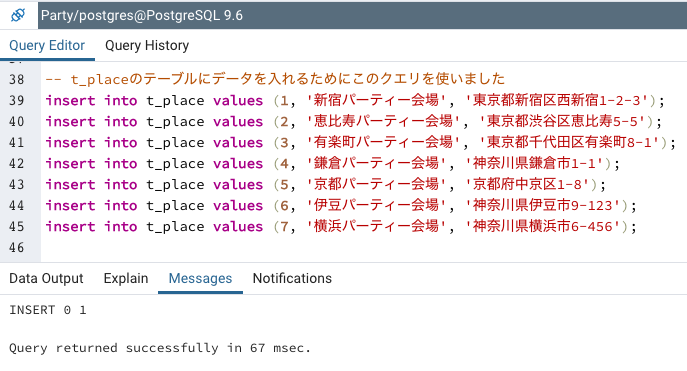 Party/postgres@PostgreSQL 9.6
Query Editor Query History
38 -- t_placeのテーブルにデータを入れるためにこのクエリを使いました
39 insert into t_place values (1, '新宿パーティー会場', '東京都新宿区西新宿1-2-3');
40 insert into t_place values (2, '恵比寿パーティー会場', '東京都渋谷区恵比寿5-5');
41 insert into t_place values (3, '有楽町パーティー会場', '東京都千代田区有楽町8-1');
42 insert into t_place values (4, '鎌倉パーティー会場', '神奈川県鎌倉市1-1');
43 insert into t_place values (5, '京都パーティー会場', '京都府中京区1-8');
44 insert into t_place values (6, '伊豆パーティー会場', '神奈川県伊豆市9-123');
45 insert into t_place values (7, '横浜パーティー会場', '神奈川県横浜市6-456');
46
Data Output Explain Messages Notifications
INSERT 0 1
Query returned successfully in 67 msec.